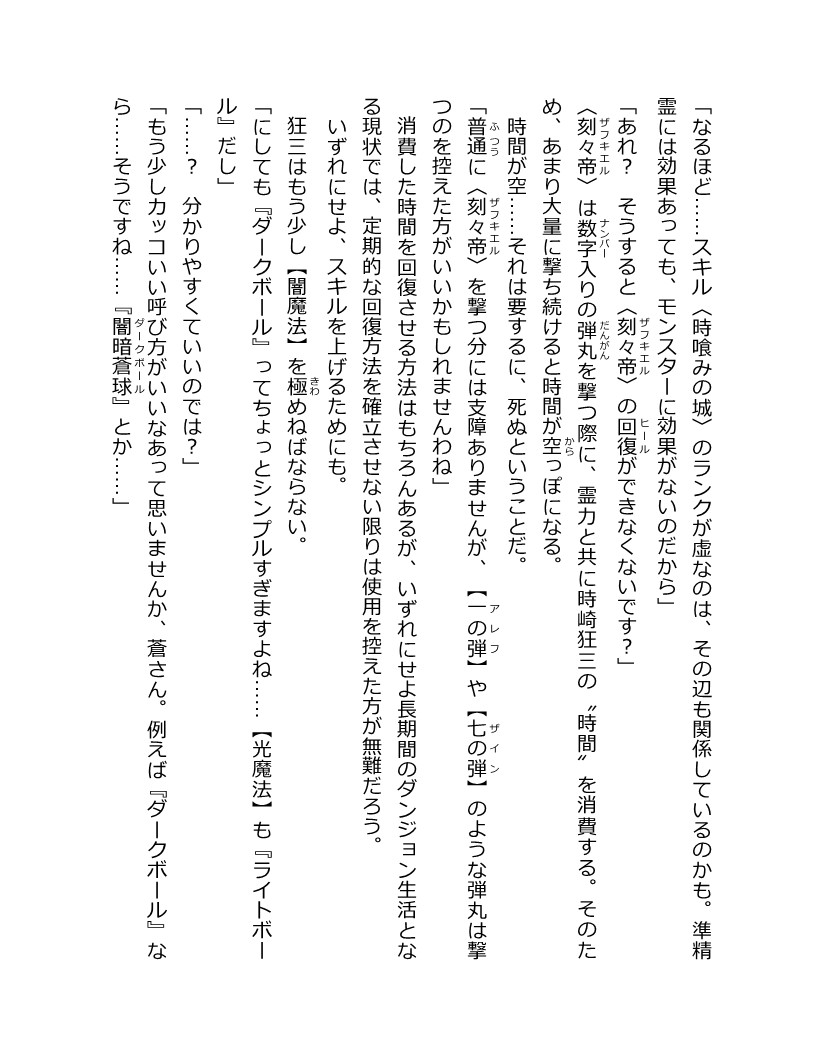 「なるほど……スキル〈時喰みの城〉のランクが虚なのは、その辺も関係しているのかも。準精
霊には効果あっても、モンスターに効果がないのだから」
「あれ？　そうすると〈刻々帝〉の回復ができなくないです？」
〈刻々帝〉は数字入りの弾丸を撃つ際に、霊力と共に時崎狂三の〝時間〟を消費する。そのた
め、あまり大量に撃ち続けると時間が空っぽになる。
時間が空……それは要するに、死ぬということだ。
「普通に〈刻々帝〉を撃つ分には支障ありませんが、【一の弾】や【七の弾】のような弾丸は撃
つのを控えた方がいいかもしれませんわね」
消費した時間を回復させる方法はもちろんあるが、いずれにせよ長期間のダンジョン生活とな
る現状では、定期的な回復方法を確立させない限りは使用を控えた方が無難だろう。
いずれにせよ、スキルを上げるためにも。
狂三はもう少し【闇魔法】を極めねばならない。
「にしても『ダークボール』ってちょっとシンプルすぎますよね……【光魔法】も『ライトボー
ル』だし」
「……？　分かりやすくていいのでは？」
「もう少しカッコいい呼び方がいいなあって思いませんか、蒼さん。例えば『ダークボール』な
ら……そうですね……『闇暗蒼球』とか……」